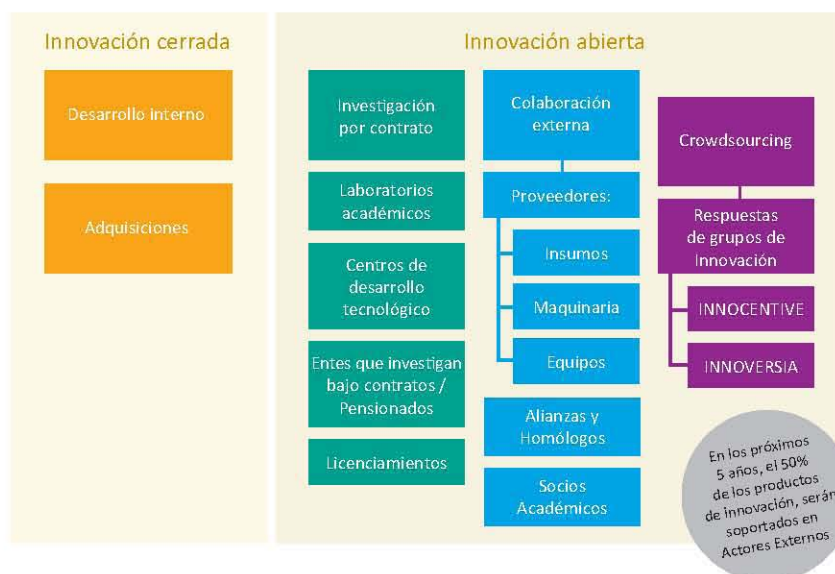 Innovación cerrada
Desarrollo interno
Adquisiciones
Innovación abierta
Investigación
por contrato
Laboratorios
académicos
Centros de
desarrollo
tecnológico
Entes que investigan
bajo contratos /
Pensionados
Licenciamientos
Colaboración
externa
Proveedores:
Insumos
Maquinaria
Equipos
Alianzas y
Homólogos
Socios
Académicos
Crowdsourcing
Respuestas
de grupos de
Innovación
INNOCENTIVE
INNOVERSIA
En los próximos
5 años, el 50%
de los productos
de innovación, serán
soportados en
Actores Externos